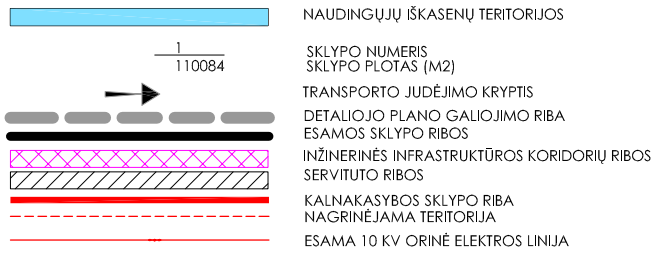 NAUDINGŲJŲ IŠKASENŲ TERITORIJOS
1
110084
SKLYPO NUMERIS
SKLYPO PLOTAS (M2)
TRANSPORTO JUDĖJIMO KRYPTIS
DETALIOJO PLANO GALIOJIMO RIBA
ESAMOS SKLYPO RIBOS
INŽINERINĖS INFRASTRUKTŪROS KORIDORIŲ RIBOS
SERVITUTO RIBOS
KALNAKASYBOS SKLYPO RIBA
NAGRINĖJAMA TERITORIJA
ESAMA 10 KV ORINĖ ELEKTROS LINIJA